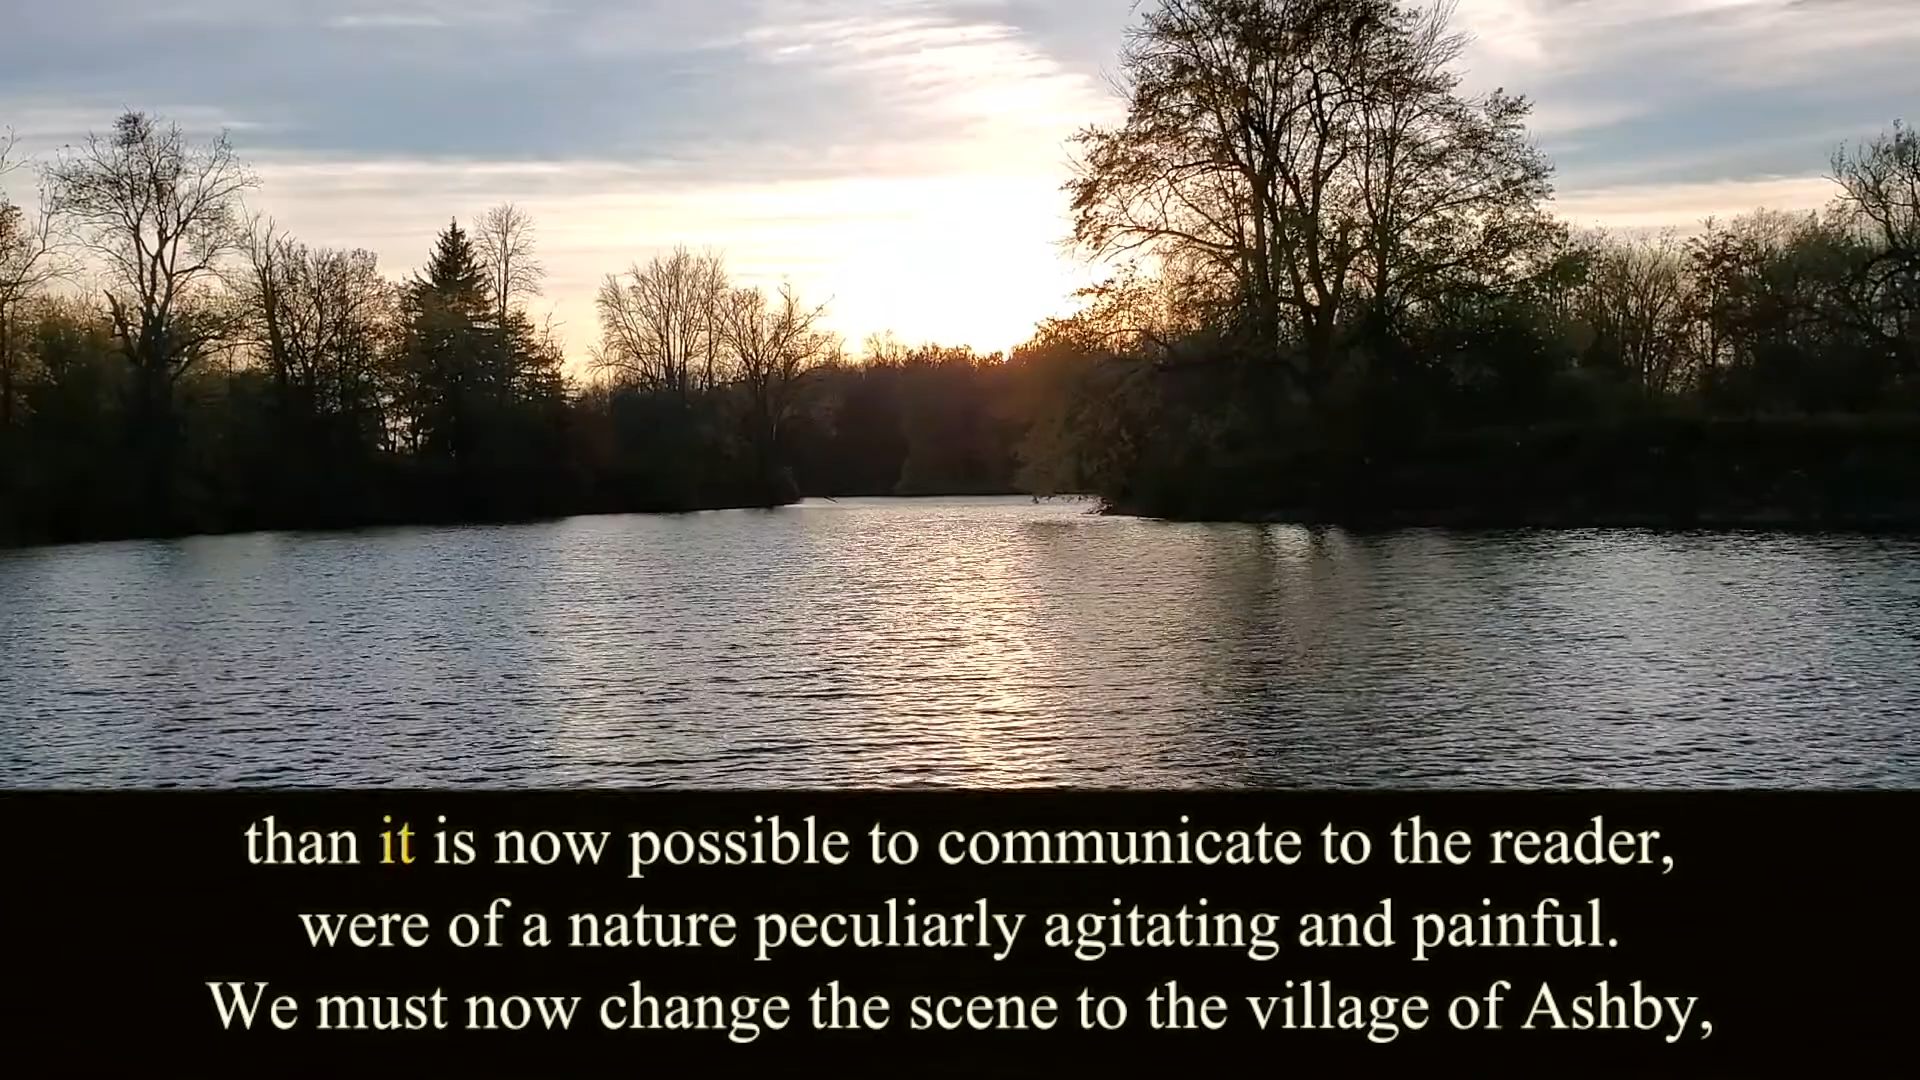 than it is now possible to communicate to the reader,
were of a nature peculiarly agitating and painful.
We must now change the scene to the village of Ashby,